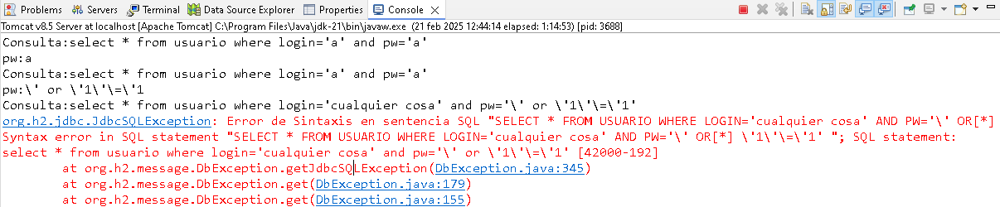 Problems Servers Terminal Data Source Explorer Properties Console
Tomcat v8.5 Server at localhost [Apache Tomcat] C:\Program Files\Java\jdk-21\bin\javaw.exe (21 feb 2025 12:44:14 elapsed: 1:14:53) [pid: 3688]
Consulta:select * from usuario where login='a' and pw='a'
pw:a
Consulta:select * from usuario where login='a' and pw='a'
pw:\' or \'1\'\=\'1
Consulta:select * from usuario where login='cualquier cosa' and pw='\' or \'1\'\=\'1'
org.h2.jdbc.JdbcSQLException: Error de Sintaxis en sentencia SQL "SELECT * FROM USUARIO WHERE LOGIN='cualquier cosa' AND PW='\' OR[*]
Syntax error in SQL statement "SELECT * FROM USUARIO WHERE LOGIN='cualquier cosa' AND PW='\' OR[*] \'1\'\=\'1' "; SQL statement:
select * from usuario where login='cualquier cosa' and pw='\' or \'1\'\=\'1' [42000-192]
at org.h2.message.DbException.getJdbcSQLException(DbException.java:345)
at org.h2.message.DbException.get(DbException.java:179)
at org.h2.message.DbException.get(DbException.java:155)